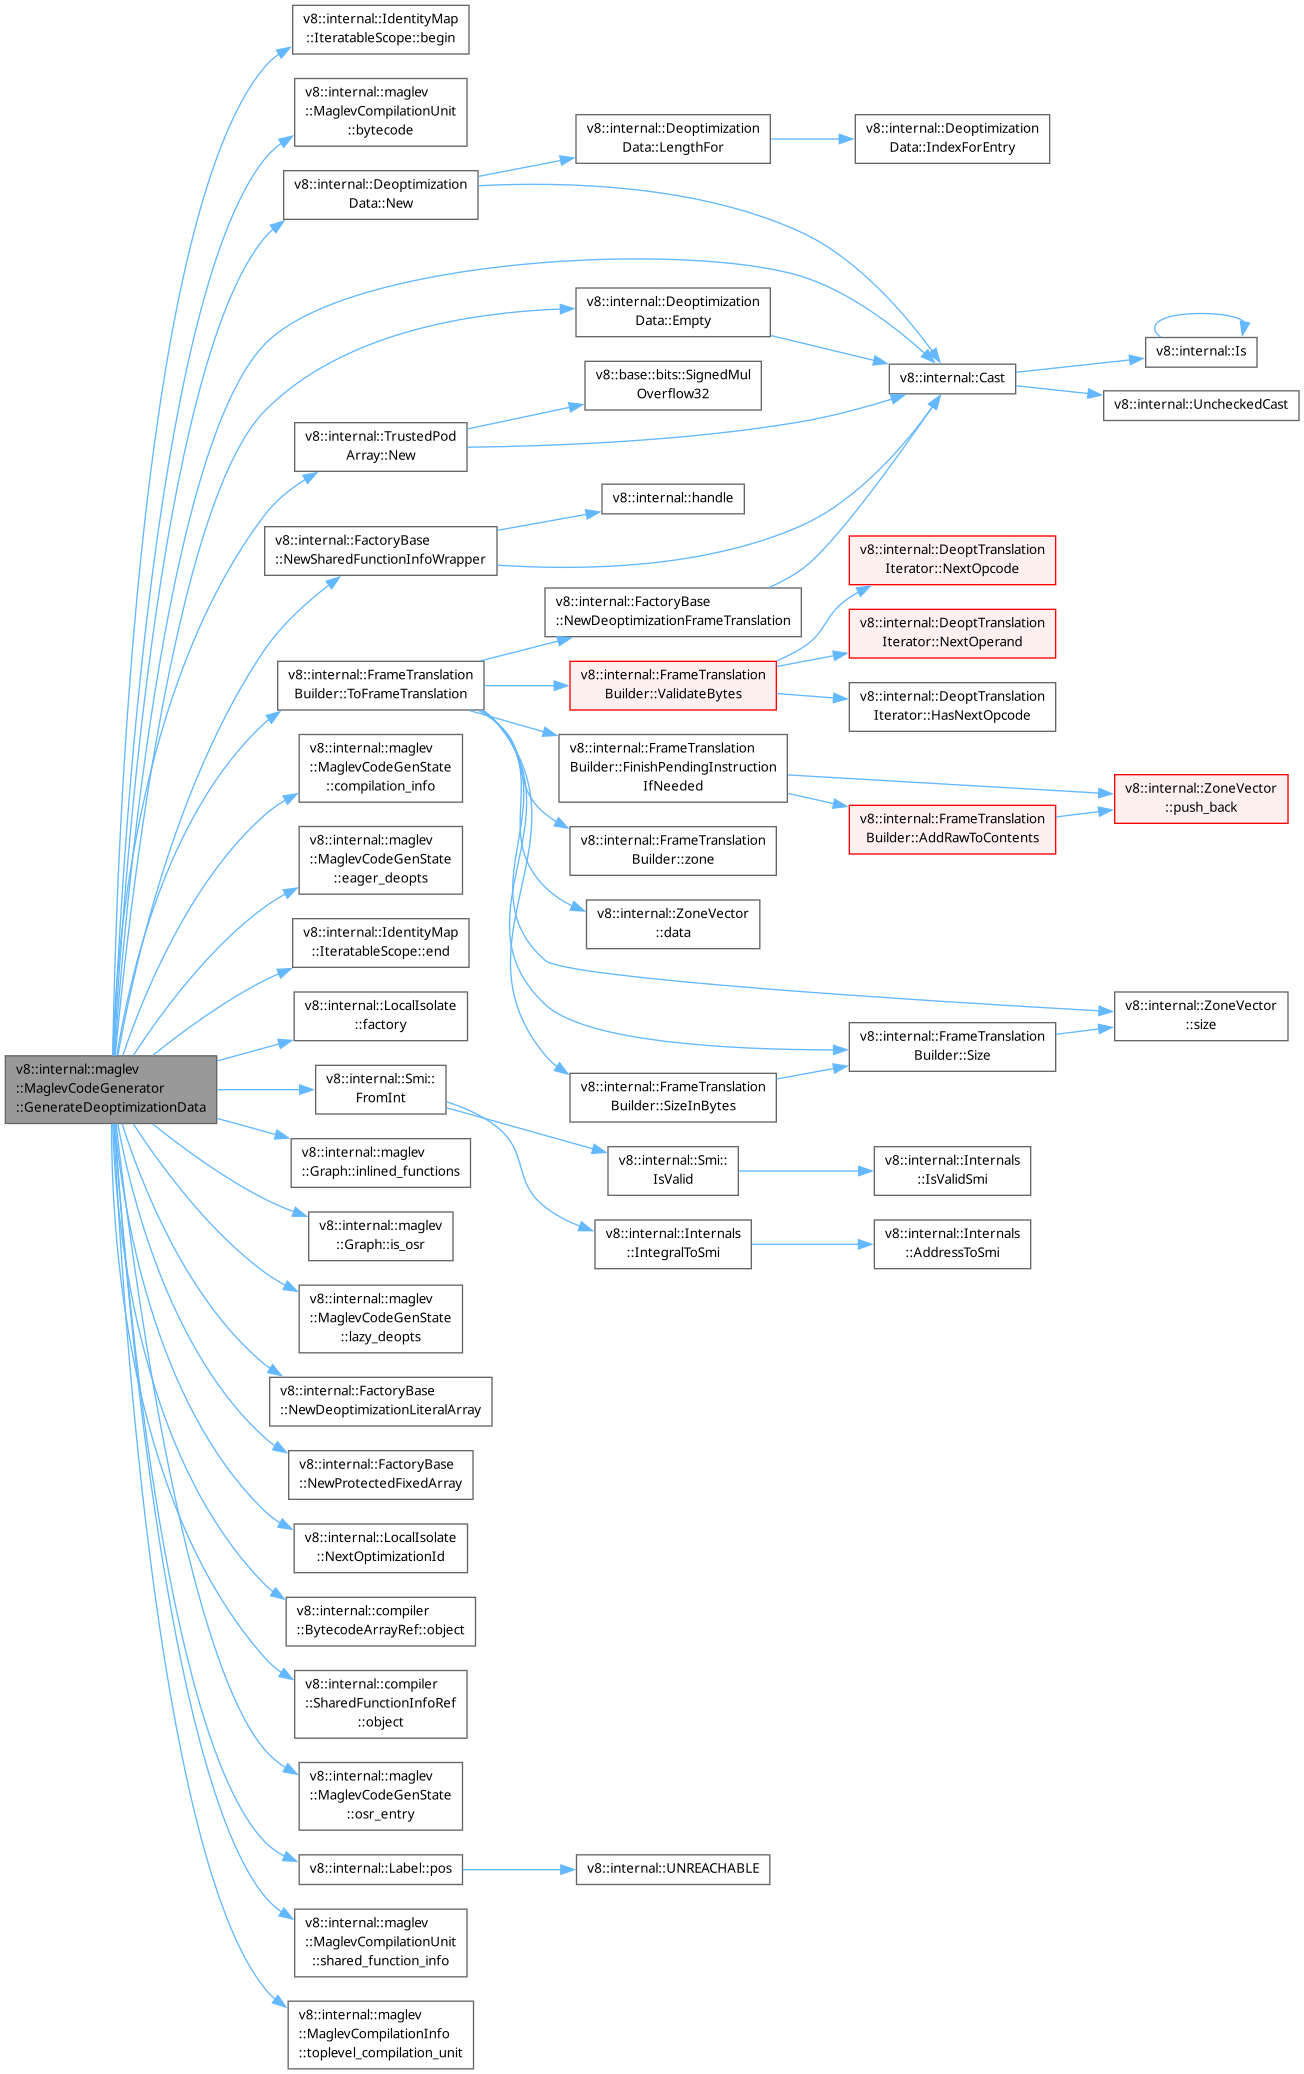 v8::internal::IdentityMap
::IteratableScope::begin
v8::internal::maglev
::MaglevCompilationUnit
::bytecode
v8::internal::Deoptimization
Data::LengthFor
v8::internal::Deoptimization
Data::IndexForEntry
v8::internal::Deoptimization
Data::New
v8::internal::Deoptimization
Data::Empty
v8::internal::Is
v8::internal::Cast
v8::base::bits::SignedMul
Overflow32
v8::internal::UncheckedCast
v8::internal::TrustedPod
Array::New
v8::internal::handle
v8::internal::FactoryBase
::NewSharedFunctionInfoWrapper
v8::internal::DeoptTranslation
Iterator::NextOpcode
v8::internal::FactoryBase
::NewDeoptimizationFrameTranslation
v8::internal::DeoptTranslation
Iterator::NextOperand
v8::internal::FrameTranslation
Builder::ToFrameTranslation
v8::internal::FrameTranslation
Builder::ValidateBytes
v8::internal::DeoptTranslation
Iterator::HasNextOpcode
v8::internal::maglev
::MaglevCodeGenState
::compilation_info
v8::internal::FrameTranslation
Builder::FinishPendingInstruction
IfNeeded
v8::internal::ZoneVector
::push_back
v8::internal::FrameTranslation
Builder::AddRawToContents
v8::internal::maglev
::MaglevCodeGenState
::eager_deopts
v8::internal::FrameTranslation
Builder::zone
v8::internal::ZoneVector
::data
v8::internal::IdentityMap
::IteratableScope::end
v8::internal::LocalIsolate
::factory
v8::internal::ZoneVector
::size
v8::internal::FrameTranslation
Builder::Size
v8::internal::maglev
::MaglevCodeGenerator
::GenerateDeoptimizationData
v8::internal::Smi::
FromInt
v8::internal::FrameTranslation
Builder::SizeInBytes
v8::internal::maglev
::Graph::inlined_functions
v8::internal::Smi::
IsValid
v8::internal::Internals
::IsValidSmi
v8::internal::maglev
::Graph::is_osr
v8::internal::Internals
::IntegralToSmi
v8::internal::Internals
::AddressToSmi
v8::internal::maglev
::MaglevCodeGenState
::lazy_deopts
v8::internal::FactoryBase
::NewDeoptimizationLiteralArray
v8::internal::FactoryBase
::NewProtectedFixedArray
v8::internal::LocalIsolate
::NextOptimizationId
v8::internal::compiler
::BytecodeArrayRef::object
v8::internal::compiler
::SharedFunctionInfoRef
::object
v8::internal::maglev
::MaglevCodeGenState
::osr_entry
v8::internal::Label::pos
v8::internal::UNREACHABLE
v8::internal::maglev
::MaglevCompilationUnit
::shared_function_info
v8::internal::maglev
::MaglevCompilationInfo
::toplevel_compilation_unit